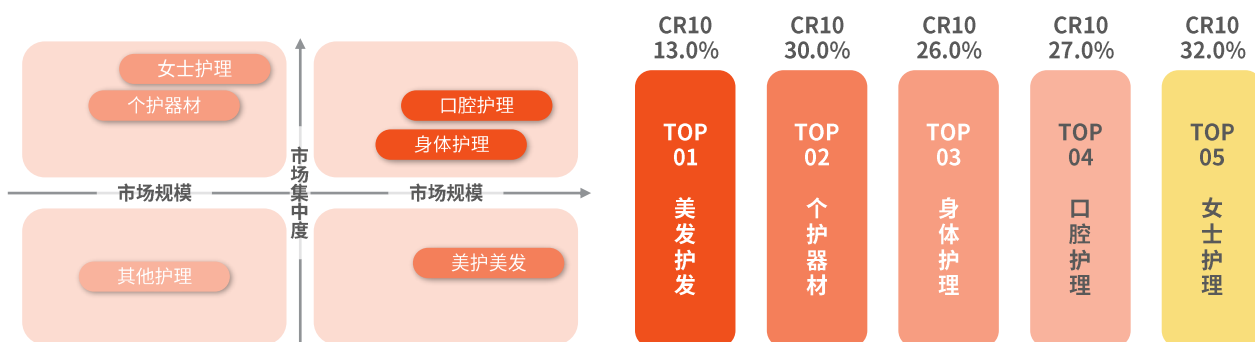 女士护理
个护器材
口腔护理
身体护理
市场集中度
市场规模
市场规模
其他护理
美护美发
CR10
13.0%
TOP
01
美发护发
CR10
30.0%
TOP
02
个护器材
CR10
26.0%
TOP
03
身体护理
CR10
27.0%
TOP
04
口腔护理
CR10
32.0%
TOP
05
女士护理